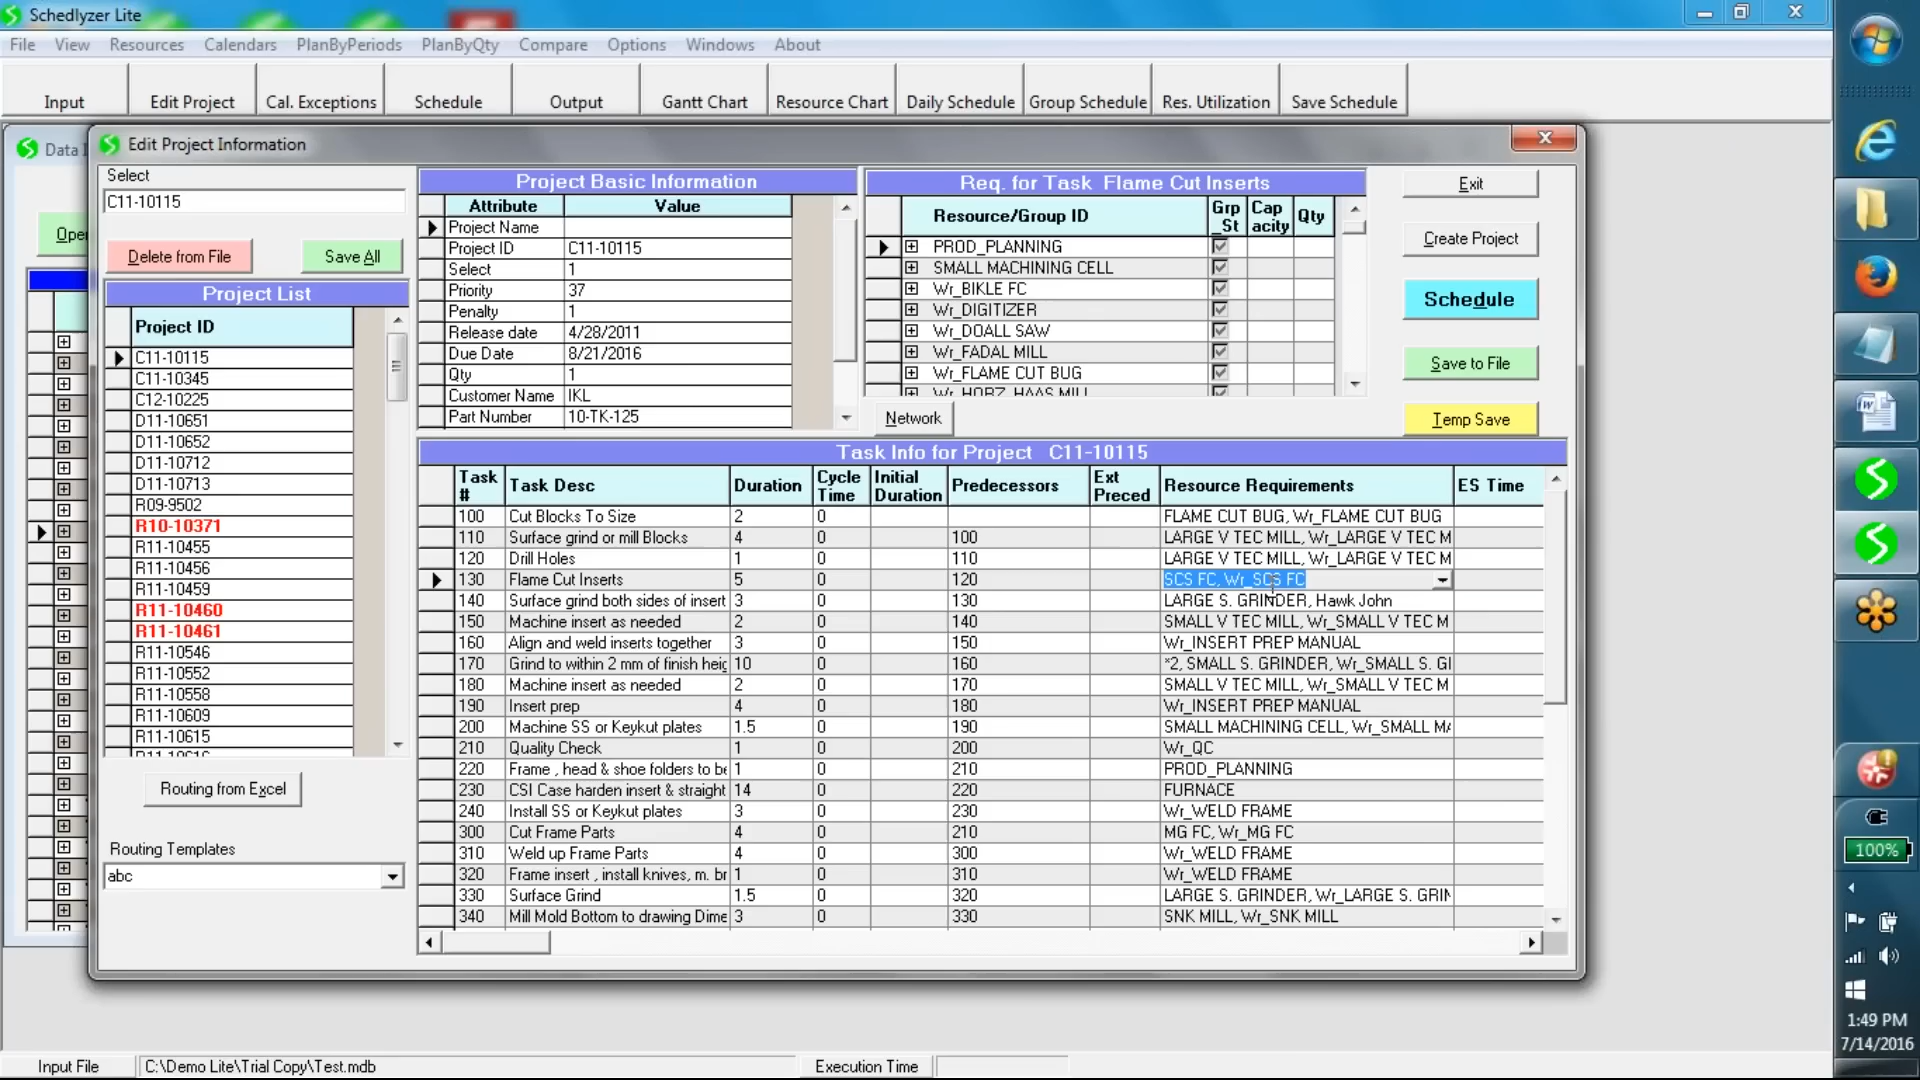 Schedlyzer Lite
File View Resources Calendars PlanByPeriods PlanByQty Compare Options Windows About
Input Edit Project Cal. Exceptions Schedule Output Gantt Chart Resource Chart Daily Schedule Group Schedule Res. Utilization Save Schedule
Edit Project Information
Select
C11-10115
Delete from File Save All
Project List
Project ID
C11-10115
C11-10345
C12-10225
D11-10651
D11-10652
D11-10712
D11-10713
R09-9502
R10-10371
R11-10455
R11-10456
R11-10459
R11-10460
R11-10461
R11-10546
R11-10552
R11-10558
R11-10609
R11-10615
Routing from Excel
Routing Templates
abc
Project Basic Information
Attribute Value
Project Name
Project ID C11-10115
Select 1
Priority 37
Penalty 1
Release date 4/28/2011
Due Date 8/21/2016
Qty 1
Customer Name IKL
Part Number 10-TK-125
Req. for Task Flame Cut Inserts
Resource/Group ID Grp _St Cap acity Qty
PROD_PLANNING
SMALL MACHINING CELL
Wr_BIKLE FC
Wr_DIGITIZER
Wr_DOALL SAW
Wr_FADAL MILL
Wr_FLAME CUT BUG
Wr_HORZ_HAAS MILL
Network
Exit
Create Project
Schedule
Save to File
Temp Save
Task Info for Project C11-10115
Task # Task Desc Duration Cycle Time Initial Duration Predecessors Ext Preced Resource Requirements ES Time
100 Cut Blocks To Size 2 0 FLAME CUT BUG, Wr_FLAME CUT BUG
110 Surface grind or mill Blocks 4 0 100 LARGE V TEC MILL, Wr_LARGE V TEC M
120 Drill Holes 1 0 110 LARGE V TEC MILL, Wr_LARGE V TEC M
130 Flame Cut Inserts 5 0 120 SCS FC, Wr_SCS FC
140 Surface grind both sides of insert 3 0 130 LARGE S. GRINDER, Hawk John
150 Machine insert as needed 2 0 140 SMALL V TEC MILL, Wr_SMALL V TEC M
160 Align and weld inserts together 3 0 150 Wr_INSERT PREP MANUAL
170 Grind to within 2 mm of finish heig 10 0 160 *2, SMALL S. GRINDER, Wr_SMALL S. GI
180 Machine insert as needed 2 0 170 SMALL V TEC MILL, Wr_SMALL V TEC M
190 Insert prep 4 0 180 Wr_INSERT PREP MANUAL
200 Machine SS or Keykut plates 1.5 0 190 SMALL MACHINING CELL, Wr_SMALL MA
210 Quality Check 1 0 200 Wr_QC
220 Frame , head & shoe folders to be 1 0 210 PROD_PLANNING
230 CSI Case harden insert & straight 14 0 220 FURNACE
240 Install SS or Keykut plates 3 0 230 Wr_WELD FRAME
300 Cut Frame Parts 4 0 210 MG FC, Wr_MG FC
310 Weld up Frame Parts 4 0 300 Wr_WELD FRAME
320 Frame insert , install knives, m. br 1 0 310 Wr_WELD FRAME
330 Surface Grind 1.5 0 320 LARGE S. GRINDER, Wr_LARGE S. GRIN
340 Mill Mold Bottom to drawing Dime 3 0 330 SNK MILL, Wr_SNK MILL
Input File C:\Demo Lite\Trial Copy\Test.mdb Execution Time
100%
1:49 PM
7/14/2016